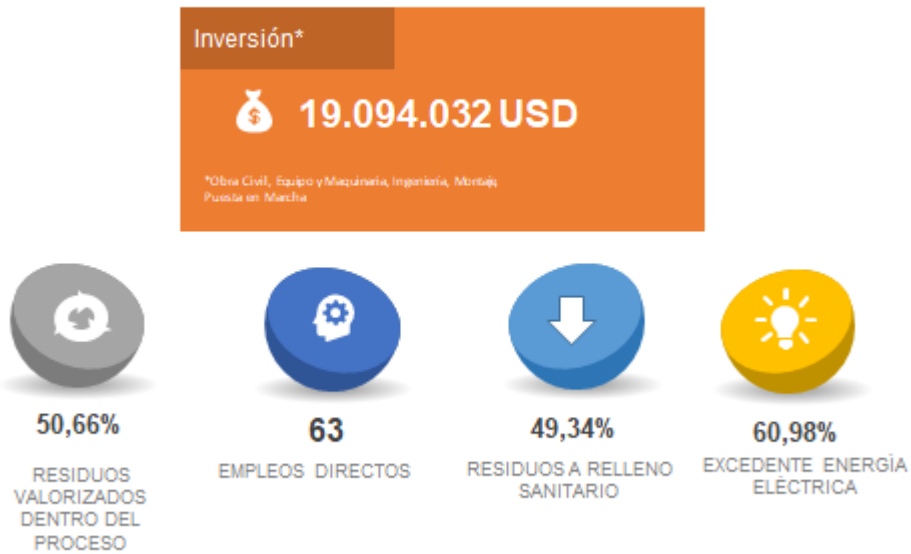 Inversión*
$
19.094.032 USD
*Obra Civil, Equipo y Maquinaria, Ingeniería, Montaje,
Puesta en Marcha
50,66%
RESIDUOS
VALORIZADOS
DENTRO DEL
PROCESO
63
EMPLEOS DIRECTOS
49,34%
RESIDUOS A RELLENO
SANITARIO
60,98%
EXCEDENTE ENERGÍA
ELÉCTRICA